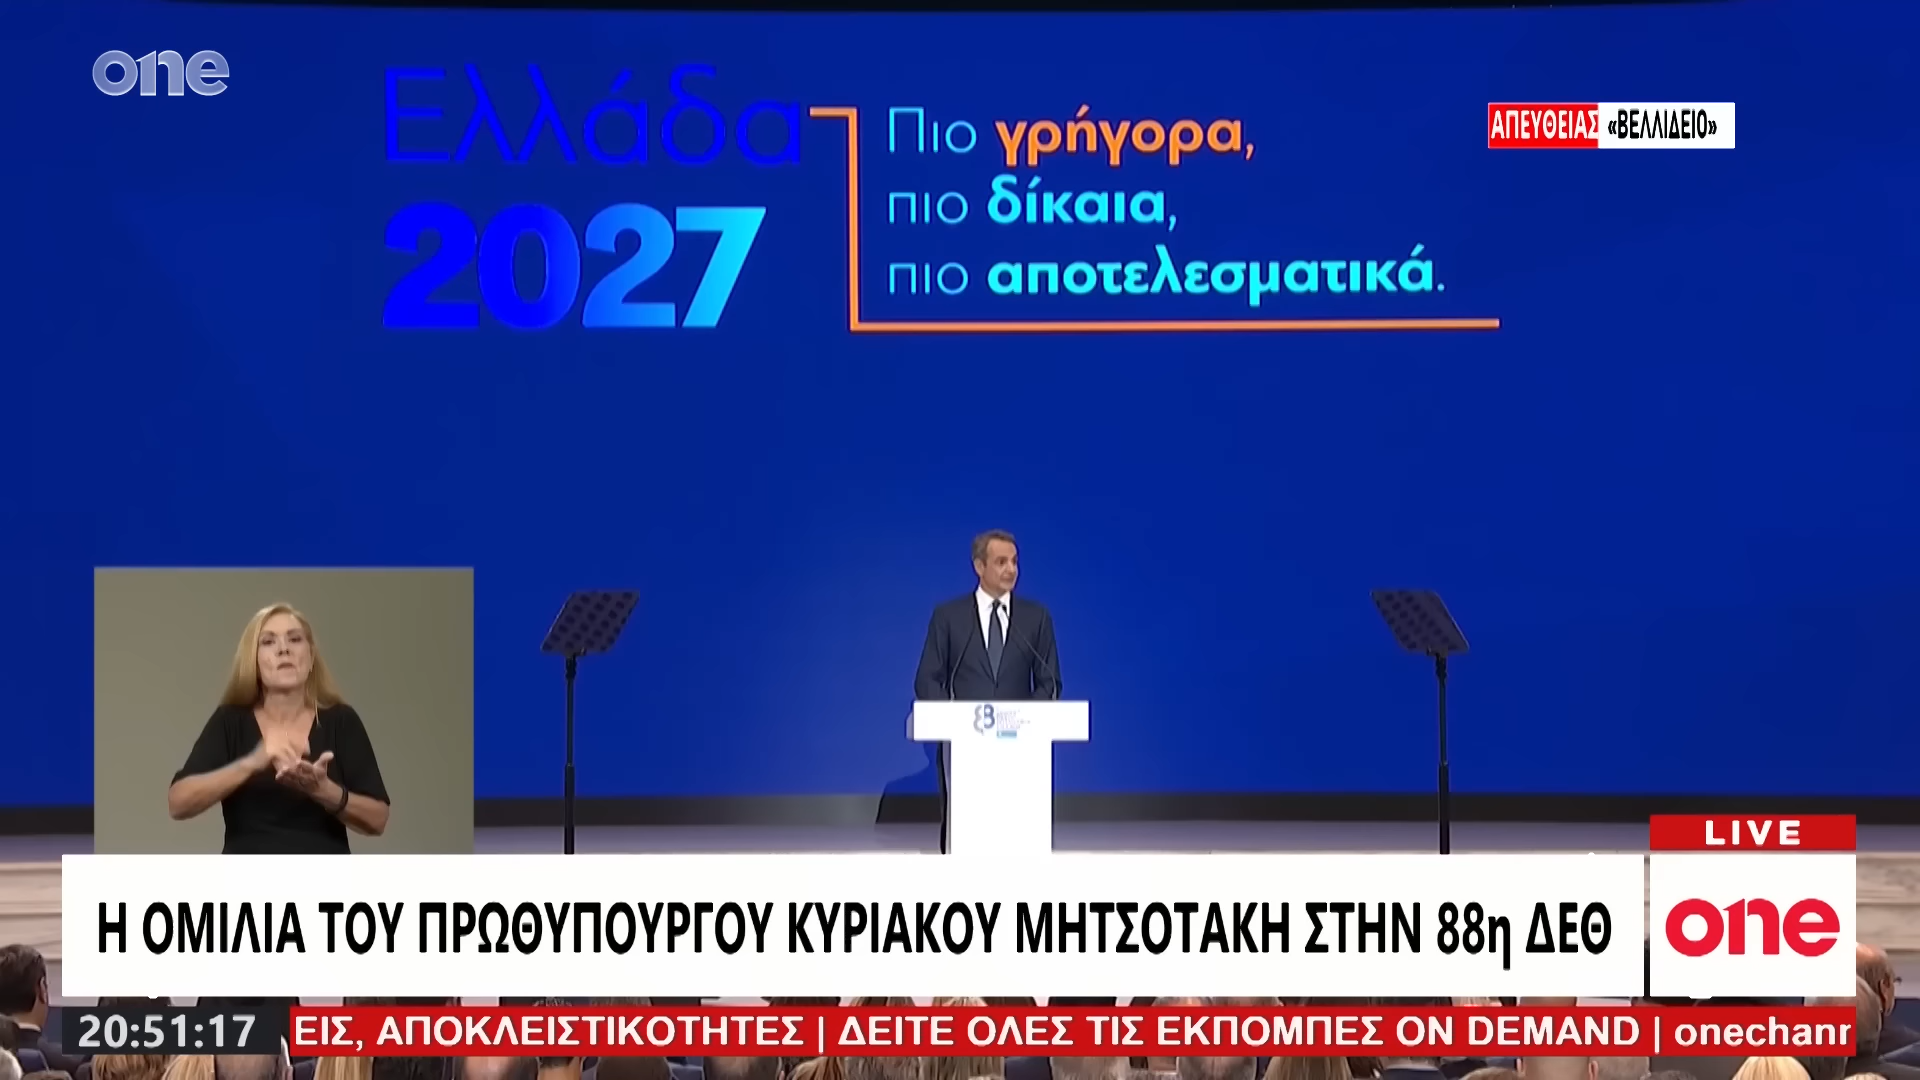 one
Ελλάδα
2027
Πιο γρήγορα,
πιο δίκαια,
πιο αποτελεσματικά.
ΑΠΕΥΘΕΙΑΣ «ΒΕΛΛΙΔΕΙΟ»
LIVE
Η ΟΜΙΛΙΑ ΤΟΥ ΠΡΩΘΥΠΟΥΡΓΟΥ ΚΥΡΙΑΚΟΥ ΜΗΤΣΟΤΑΚΗ ΣΤΗΝ 88η ΔΕΘ
one
20:51:17
ΕΙΣ, ΑΠΟΚΛΕΙΣΤΙΚΟΤΗΤΕΣ | ΔΕΙΤΕ ΟΛΕΣ ΤΙΣ ΕΚΠΟΜΠΕΣ ON DEMAND | onechann